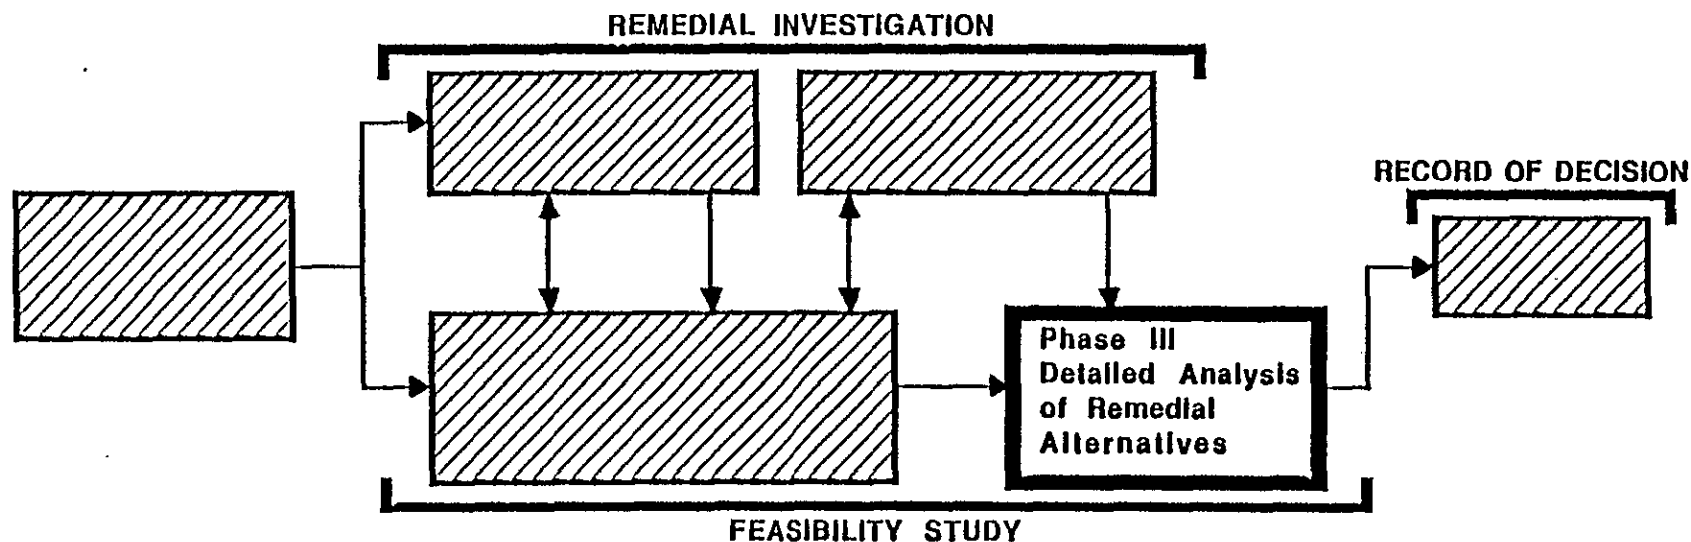 REMEDIAL INVESTIGATION
RECORD OF DECISION
Phase III
Detailed Analysis
of Remedial
Alternatives
FEASIBILITY STUDY